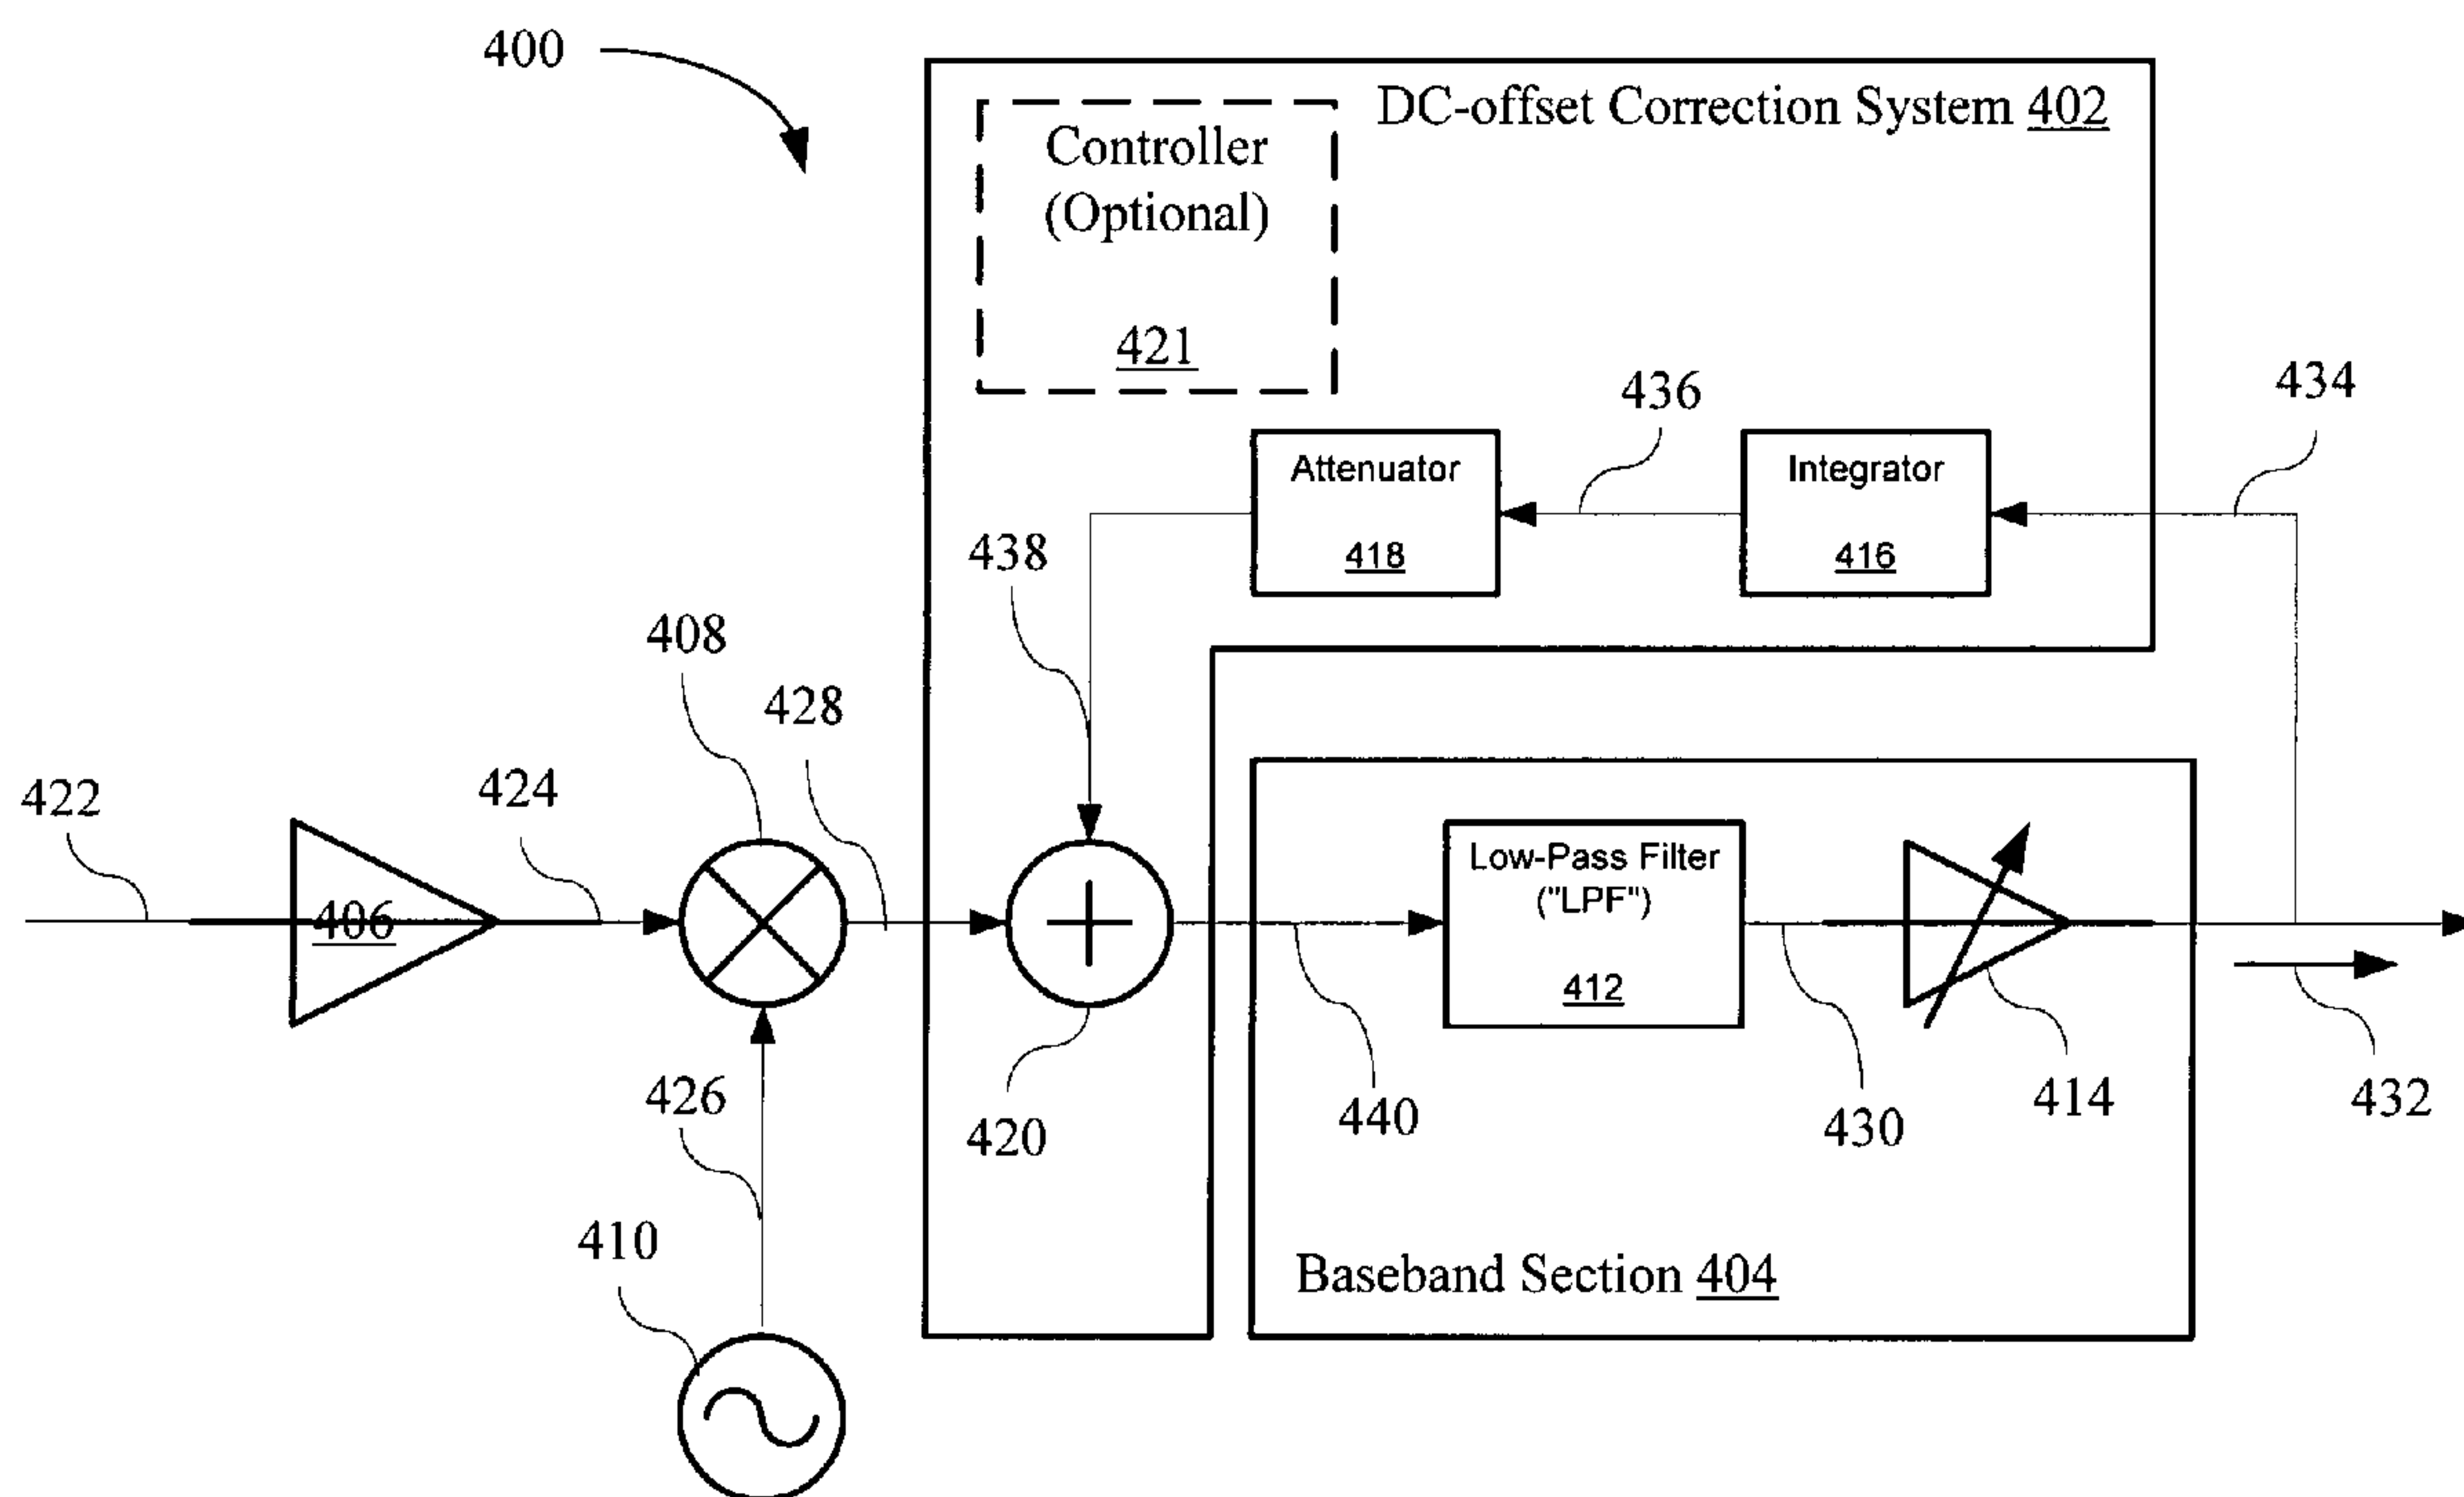 400
DC-offset Correction System 402
Controller
(Optional)
421
436
434
Attenuator
418
Integrator
416
438
408
428
422
424
406
Low-Pass Filter
("LPF")
412
426
420
440
430
414
432
410
Baseband Section 404